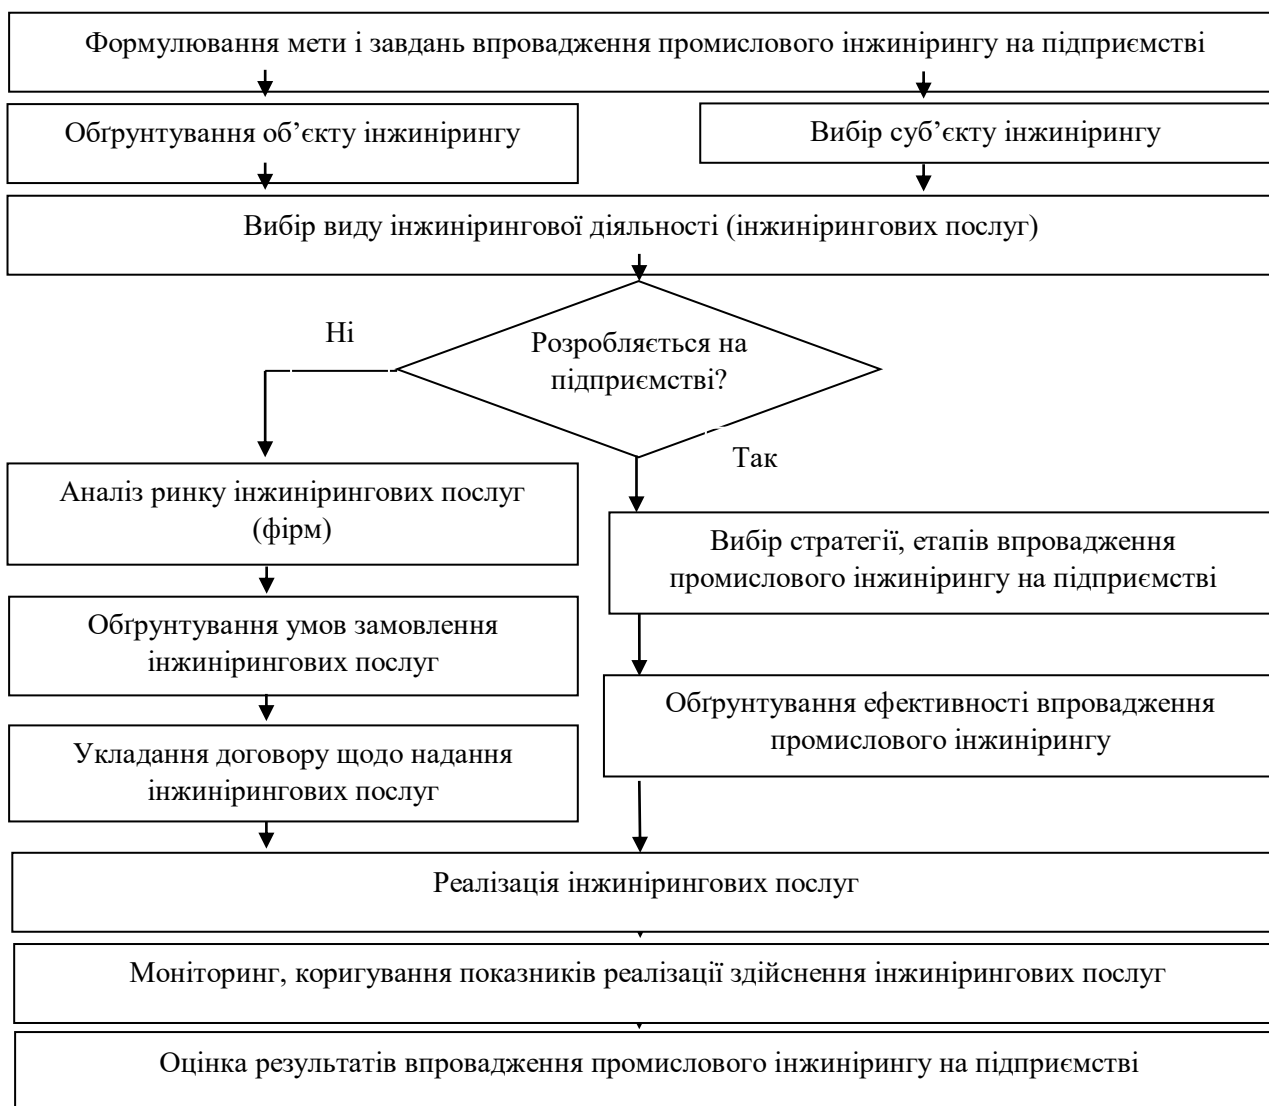 Формулювання мети і завдань впровадження промислового інжинірингу на підприємстві
Обґрунтування об’єкту інжинірингу
Вибір суб’єкту інжинірингу
Вибір виду інжинірингової діяльності (інжинірингових послуг)
Ні
Розробляється на
підприємстві?
Так
Аналіз ринку інжинірингових послуг
(фірм)
Вибір стратегії, етапів впровадження
промислового інжинірингу на підприємстві
Обґрунтування умов замовлення
інжинірингових послуг
Обґрунтування ефективності впровадження
промислового інжинірингу
Укладання договору щодо надання
інжинірингових послуг
Реалізація інжинірингових послуг
Моніторинг, коригування показників реалізації здійснення інжинірингових послуг
Оцінка результатів впровадження промислового інжинірингу на підприємстві